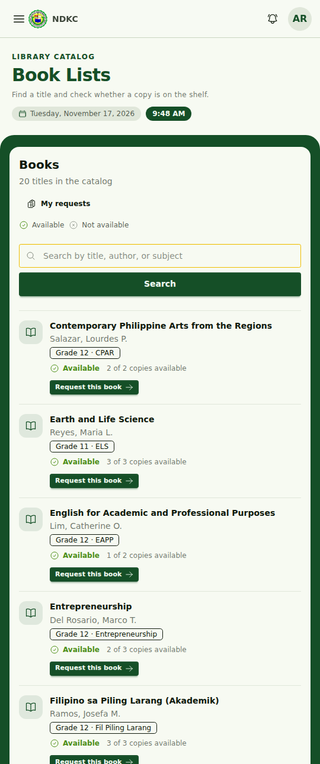 NDKC
AR
LIBRARY CATALOG
Book Lists
Find a title and check whether a copy is on the shelf.
Tuesday, November 17, 2026
9:48 AM
Books
20 titles in the catalog
My requests
Available
Not available
Search by title, author, or subject
Search
Contemporary Philippine Arts from the Regions
Salazar, Lourdes P.
Grade 12 · CPAR
Available 2 of 2 copies available
Request this book
Earth and Life Science
Reyes, Maria L.
Grade 11 · ELS
Available 3 of 3 copies available
Request this book
English for Academic and Professional Purposes
Lim, Catherine O.
Grade 12 · EAPP
Available 1 of 2 copies available
Request this book
Entrepreneurship
Del Rosario, Marco T.
Grade 12 · Entrepreneurship
Available 2 of 3 copies available
Request this book
Filipino sa Piling Larang (Akademik)
Ramos, Josefa M.
Grade 12 · Fil Piling Larang
Available 3 of 3 copies available
Request this book